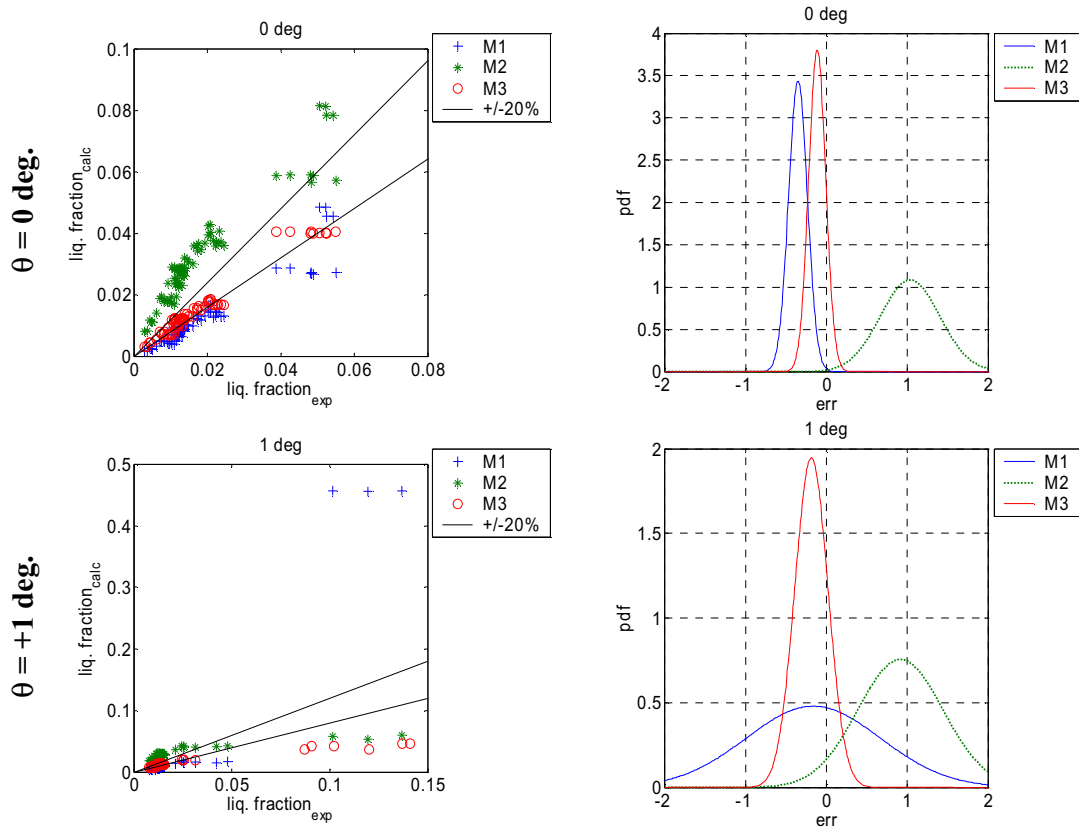 θ = 0 deg.
0 deg
0.1
0.08
0.06
0.04
0.02
0
0 0.02 0.04 0.06 0.08
liq. fraction_calc
liq. fraction_exp
M1
M2
M3
+/-20%
0 deg
4
3.5
3
2.5
2
1.5
1
0.5
0
-2 -1 0 1 2
pdf
err
M1
M2
M3
θ = +1 deg.
1 deg
0.5
0.4
0.3
0.2
0.1
0
0 0.05 0.1 0.15
liq. fraction_calc
liq. fraction_exp
M1
M2
M3
+/-20%
1 deg
2
1.5
1
0.5
0
-2 -1 0 1 2
pdf
err
M1
M2
M3